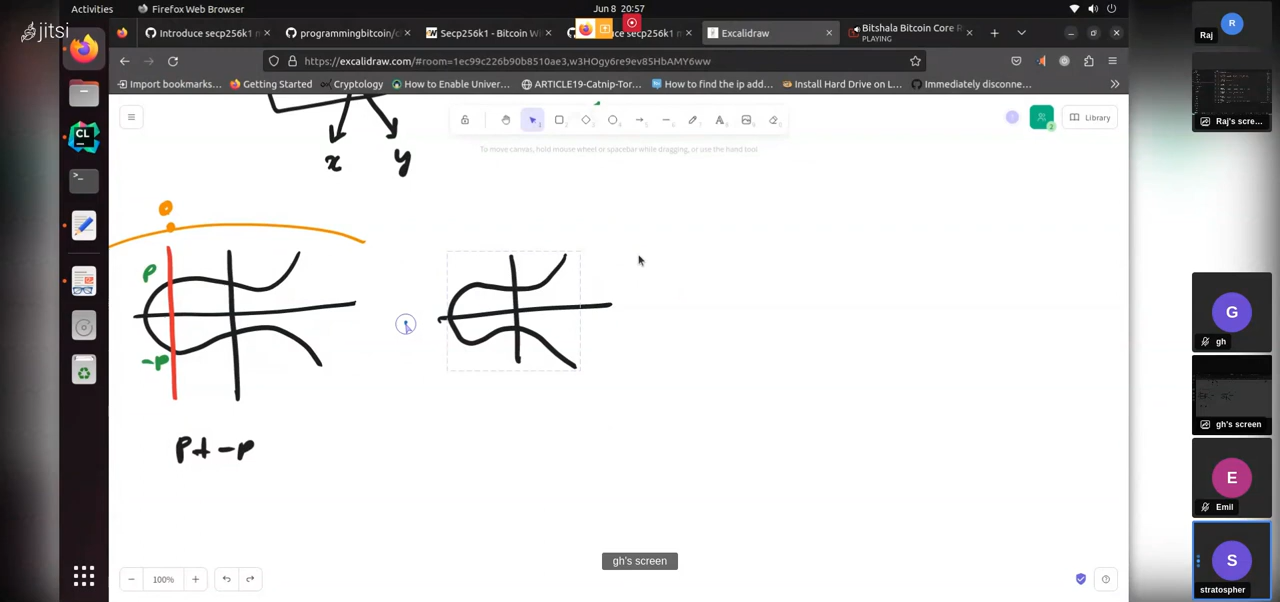 Activities
Firefox Web Browser
Jun 8 20:57
jitsi
Introduce secp256k1
programmingbitcoin/c
Secp256k1 - Bitcoin W
ce secp256k1
Excalidraw
Bitshala Bitcoin Core R
PLAYING
https://excalidraw.com/#room=1ec99c226b90b8510ae3,w3HOgy6re9ev85HbAMY6ww
Import bookmarks...
Getting Started
Cryptology
How to Enable Univer...
ARTICLE19-Catnip-Tor...
How to find the ip add...
Install Hard Drive on L...
Immediately disconne...
Library
To move canvas, hold mouse wheel or spacebar while dragging, or use the hand tool
x y
P
-P
P+-P
100%
gh's screen
R
Raj
Raj's scre...
G
gh
gh's screen
E
Emil
S
stratospher